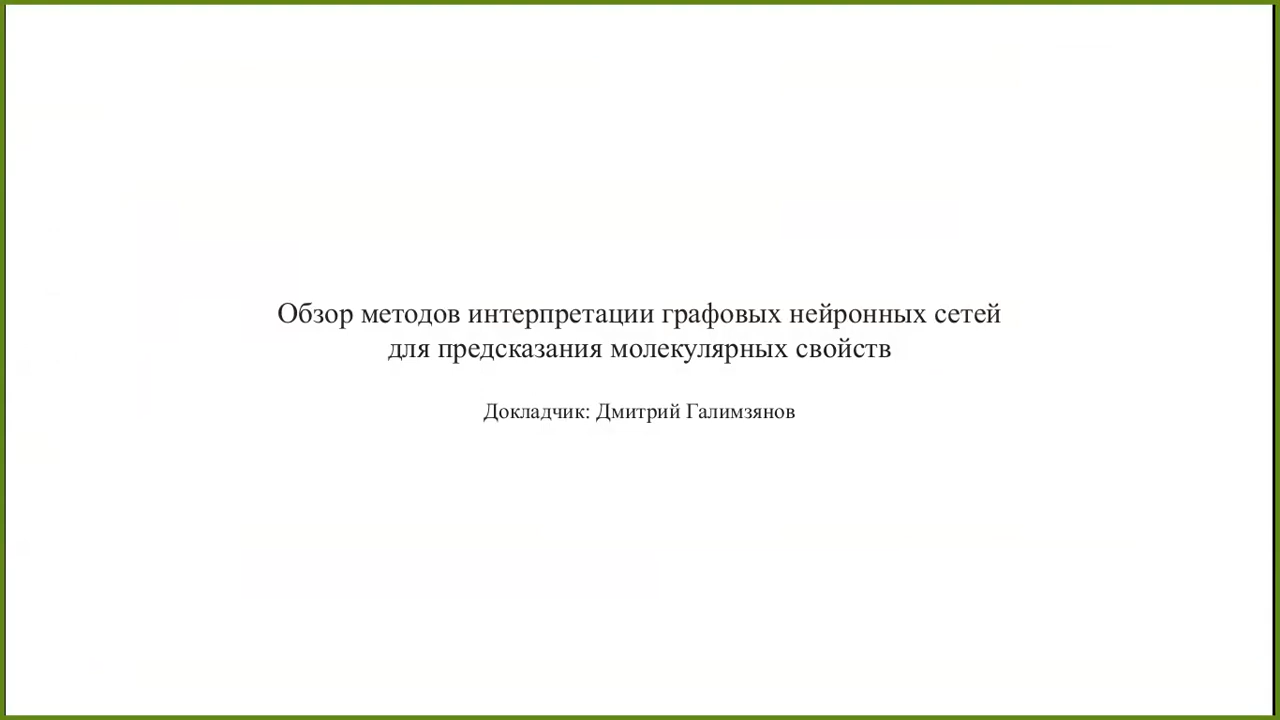 Обзор методов интерпретации графовых нейронных сетей
для предсказания молекулярных свойств
Докладчик: Дмитрий Галимзянов